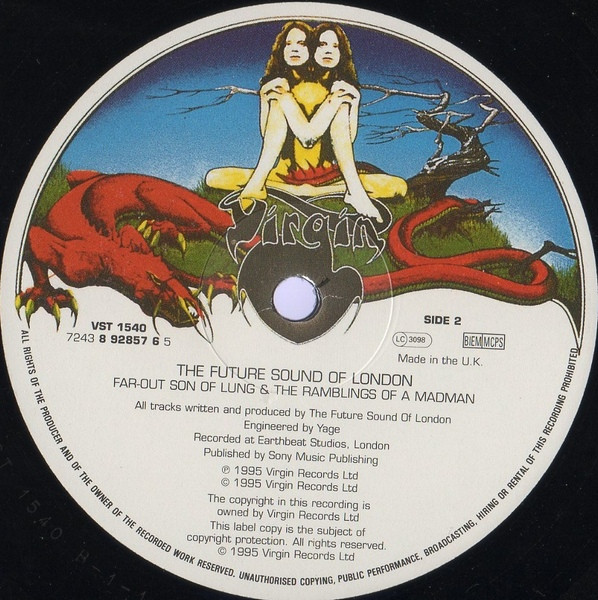 Virgin
VST 1540
7243 8 92857 6 5
SIDE 2
LC 3098
BIEM MCPS
Made in the U.K.
THE FUTURE SOUND OF LONDON
FAR-OUT SON OF LUNG & THE RAMBLINGS OF A MADMAN
All tracks written and produced by The Future Sound Of London
Engineered by Yage
Recorded at Earthbeat Studios, London
Published by Sony Music Publishing
℗ 1995 Virgin Records Ltd
© 1995 Virgin Records Ltd
The copyright in this recording is
owned by Virgin Records Ltd
This label copy is the subject of
copyright protection. All rights reserved.
© 1995 Virgin Records Ltd
ALL RIGHTS OF THE PRODUCER AND OF THE OWNER OF THE RECORDED WORK RESERVED. UNAUTHORISED COPYING, PUBLIC PERFORMANCE, BROADCASTING, HIRING OR RENTAL OF THIS RECORDING PROHIBITED